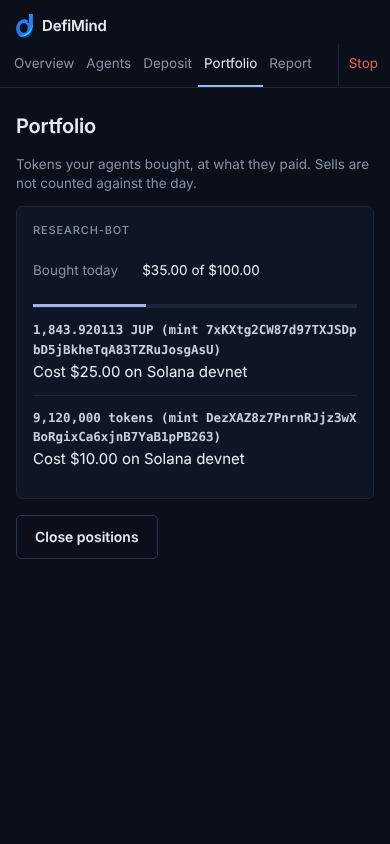 DefiMind
Overview Agents Deposit Portfolio Report Stop
Portfolio
Tokens your agents bought, at what they paid. Sells are
not counted against the day.
RESEARCH-BOT
Bought today $35.00 of $100.00
1,843.920113 JUP (mint 7xKXtg2CW87d97TXJSDp
bD5jBkheTqA83TZRuJosgAsU)
Cost $25.00 on Solana devnet
9,120,000 tokens (mint DezXAZ8z7PnrnRJjz3wX
BoRgixCa6xjnB7YaB1pPB263)
Cost $10.00 on Solana devnet
Close positions